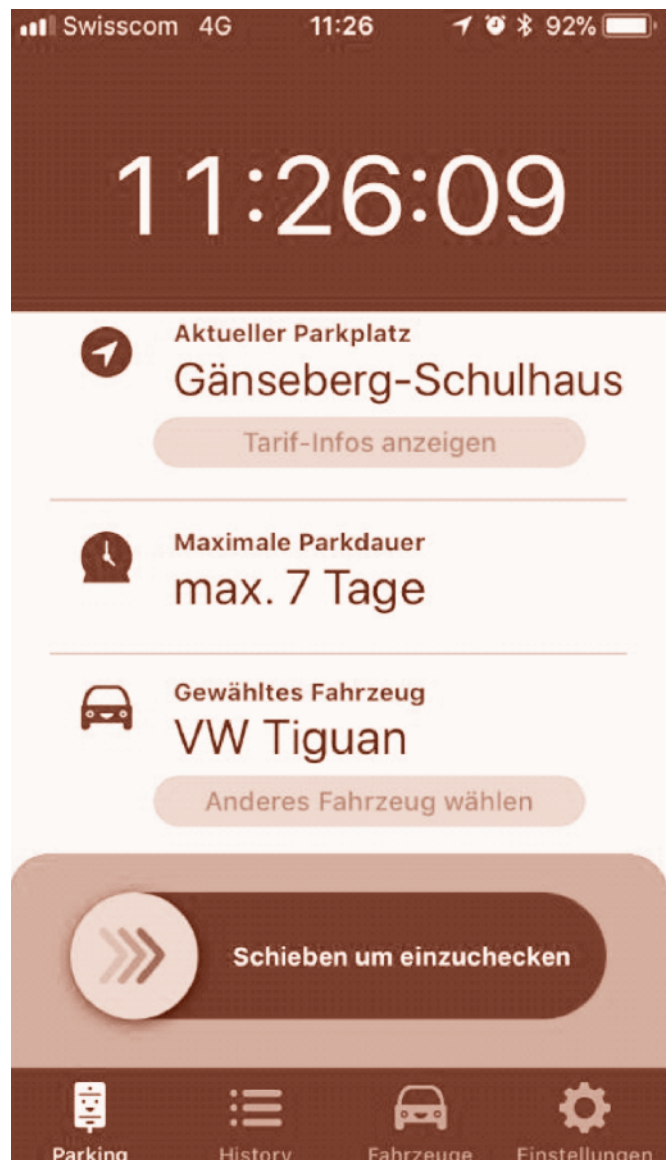 Swisscom 4G 11:26 92%
11:26:09
Aktueller Parkplatz
Gänseberg-Schulhaus
Tarif-Infos anzeigen
Maximale Parkdauer
max. 7 Tage
Gewähltes Fahrzeug
VW Tiguan
Anderes Fahrzeug wählen
Schieben um einzuchecken
Parking History Fahrzeuge Einstellungen